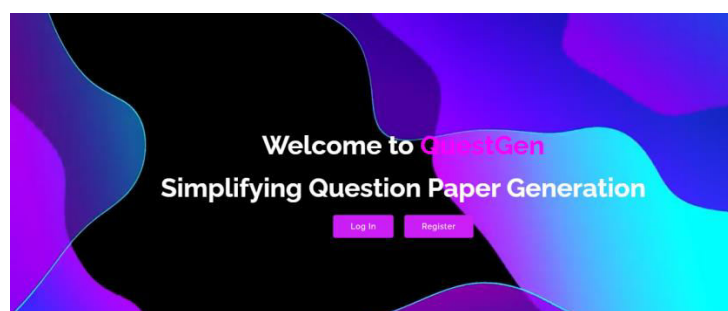 Welcome to QuestGen
Simplifying Question Paper Generation
Log In
Register